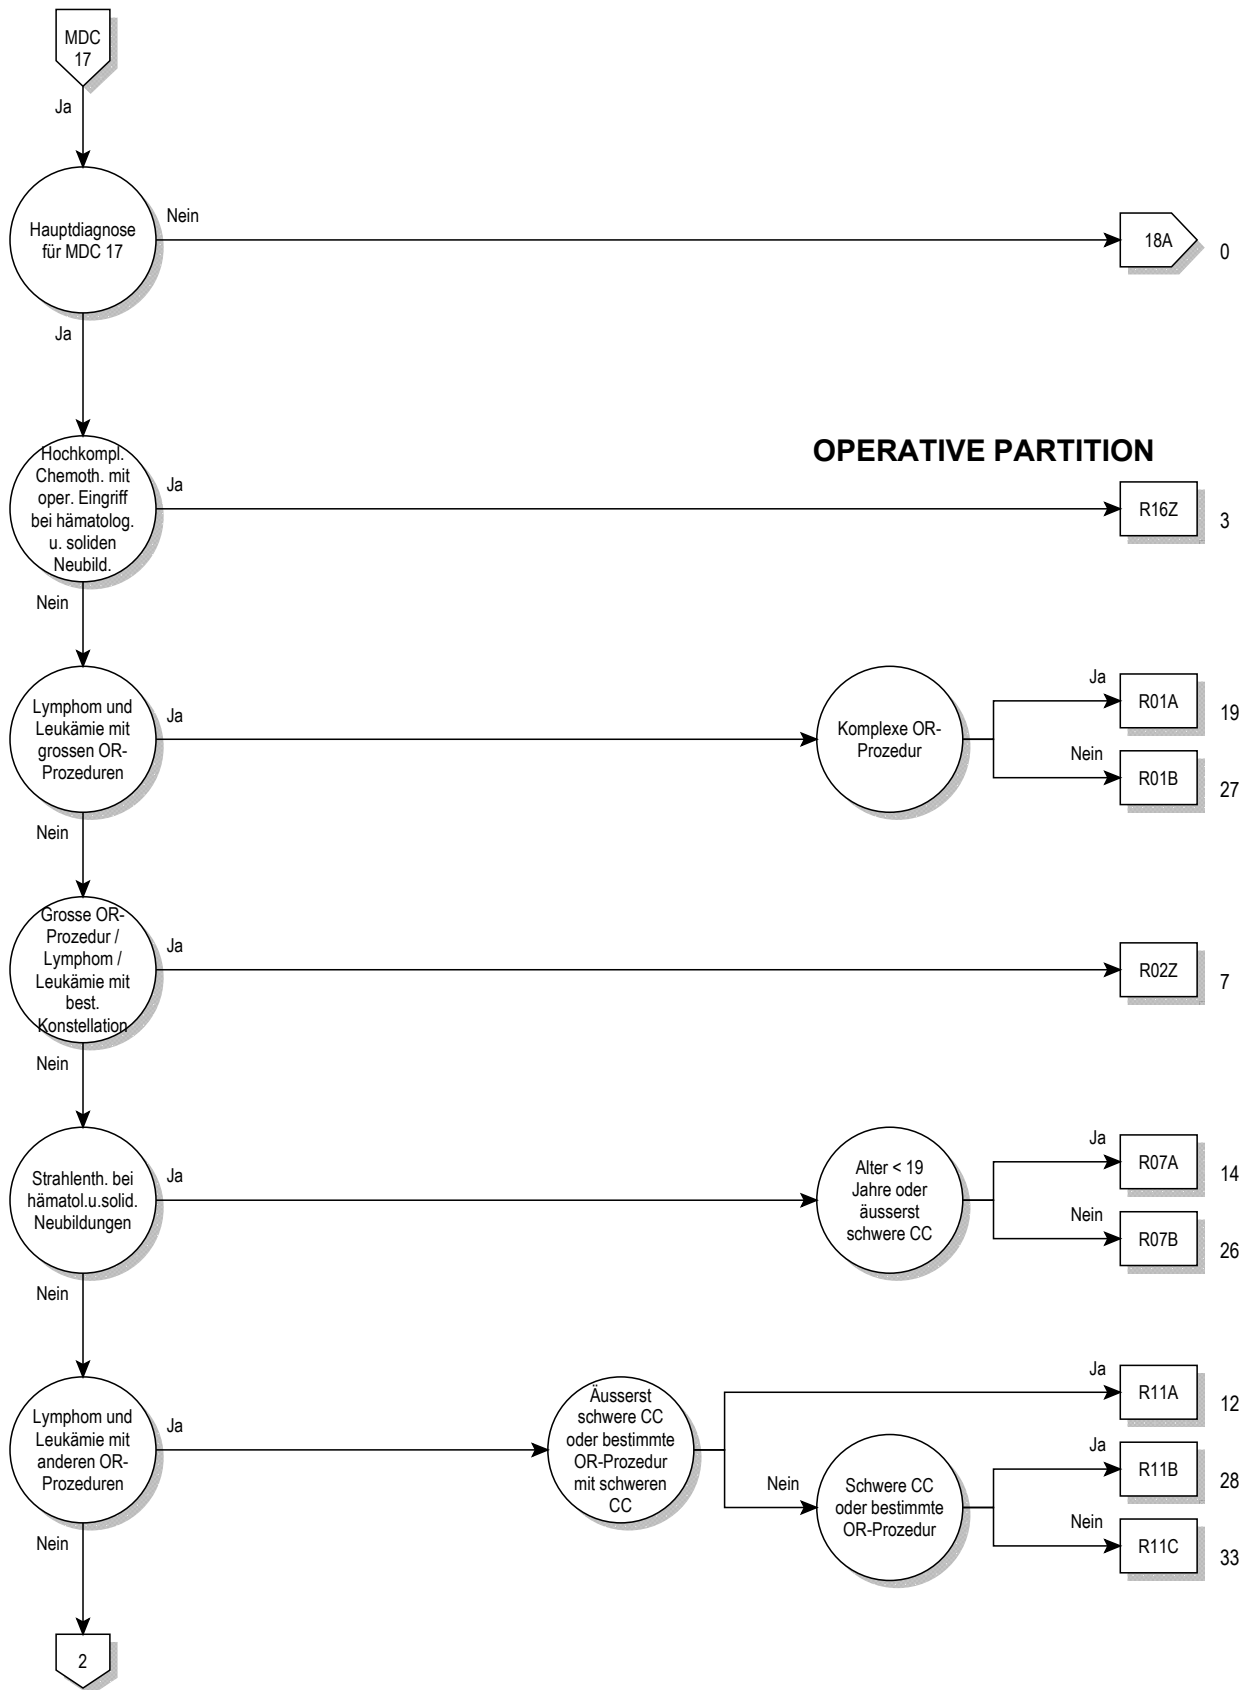 MDC
17
Ja
Hauptdiagnose
für MDC 17
Nein
18A
0
Ja
OPERATIVE PARTITION
Hochkompl.
Chemoth. mit
oper. Eingriff
bei hämatolog.
u. soliden
Neubild.
Ja
R16Z
3
Nein
Lymphom und
Leukämie mit
grossen OR-
Prozeduren
Ja
Komplexe OR-
Prozedur
Ja
R01A
19
Nein
R01B
27
Nein
Grosse OR-
Prozedur /
Lymphom /
Leukämie mit
best.
Konstellation
Ja
R02Z
7
Nein
Strahlenth. bei
hämatol.u.solid.
Neubildungen
Ja
Alter < 19
Jahre oder
äusserst
schwere CC
Ja
R07A
14
Nein
R07B
26
Nein
Lymphom und
Leukämie mit
anderen OR-
Prozeduren
Ja
Äusserst
schwere CC
oder bestimmte
OR-Prozedur
mit schweren
CC
Ja
R11A
12
Nein
Schwere CC
oder bestimmte
OR-Prozedur
Ja
R11B
28
Nein
R11C
33
Nein
2